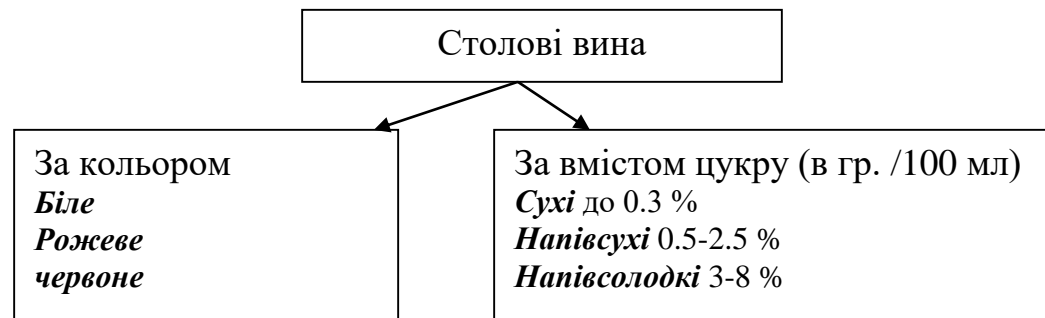 Столові вина
За кольором
Біле
Рожеве
червоне
За вмістом цукру (в гр. /100 мл)
Сухі до 0.3 %
Напівсухі 0.5-2.5 %
Напівсолодкі 3-8 %